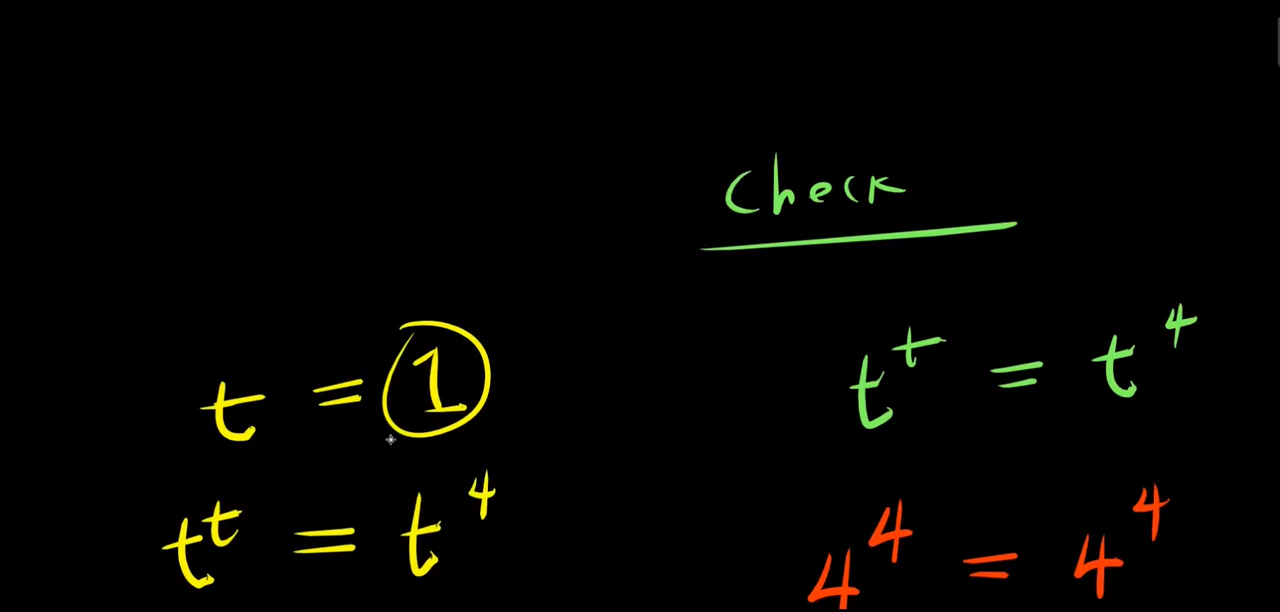 Check
t = 1
t^t = t^4
t^t = t^4
4^4 = 4^4